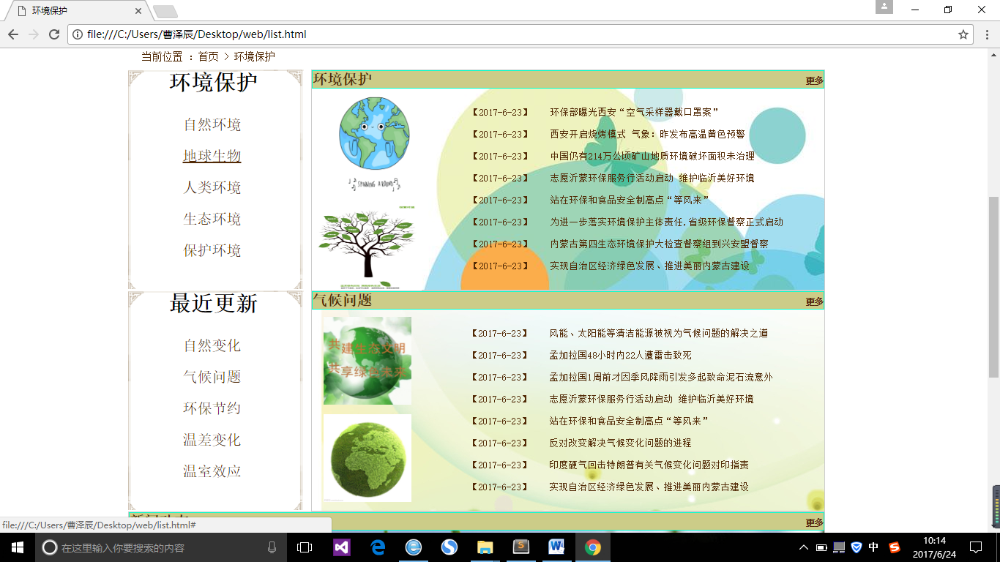 环境保护
file:///C:/Users/曹泽辰/Desktop/web/list.html
当前位置 ：首页 > 环境保护
环境保护
自然环境
地球生物
人类环境
生态环境
保护环境
环境保护 更多
SPINNING AROUND
【2017-6-23】 环保部曝光西安“空气采样器戴口罩案”
【2017-6-23】 西安开启烧烤模式 气象：昨发布高温黄色预警
【2017-6-23】 中国仍有214万公顷矿山地质环境破坏面积未治理
【2017-6-23】 志愿沂蒙环保服务行活动启动 维护临沂美好环境
【2017-6-23】 站在环保和食品安全制高点“等风来”
【2017-6-23】 为进一步落实环境保护主体责任,省级环保督察正式启动
【2017-6-23】 内蒙古第四生态环境保护大检查督察组到兴安盟督察
【2017-6-23】 实现自治区经济绿色发展、推进美丽内蒙古建设
最近更新
自然变化
气候问题
环保节约
温差变化
温室效应
气候问题 更多
共建生态文明
共享绿色未来
【2017-6-23】 风能、太阳能等清洁能源被视为气候问题的解决之道
【2017-6-23】 孟加拉国48小时内22人遭雷击致死
【2017-6-23】 孟加拉国1周前才因季风降雨引发多起致命泥石流意外
【2017-6-23】 志愿沂蒙环保服务行活动启动 维护临沂美好环境
【2017-6-23】 站在环保和食品安全制高点“等风来”
【2017-6-23】 反对改变解决气候变化问题的进程
【2017-6-23】 印度硬气回击特朗普有关气候变化问题对印指责
【2017-6-23】 实现自治区经济绿色发展、推进美丽内蒙古建设
更多
file:///C:/Users/曹泽辰/Desktop/web/list.html#
在这里输入你要搜索的内容
中
10:14
2017/6/24